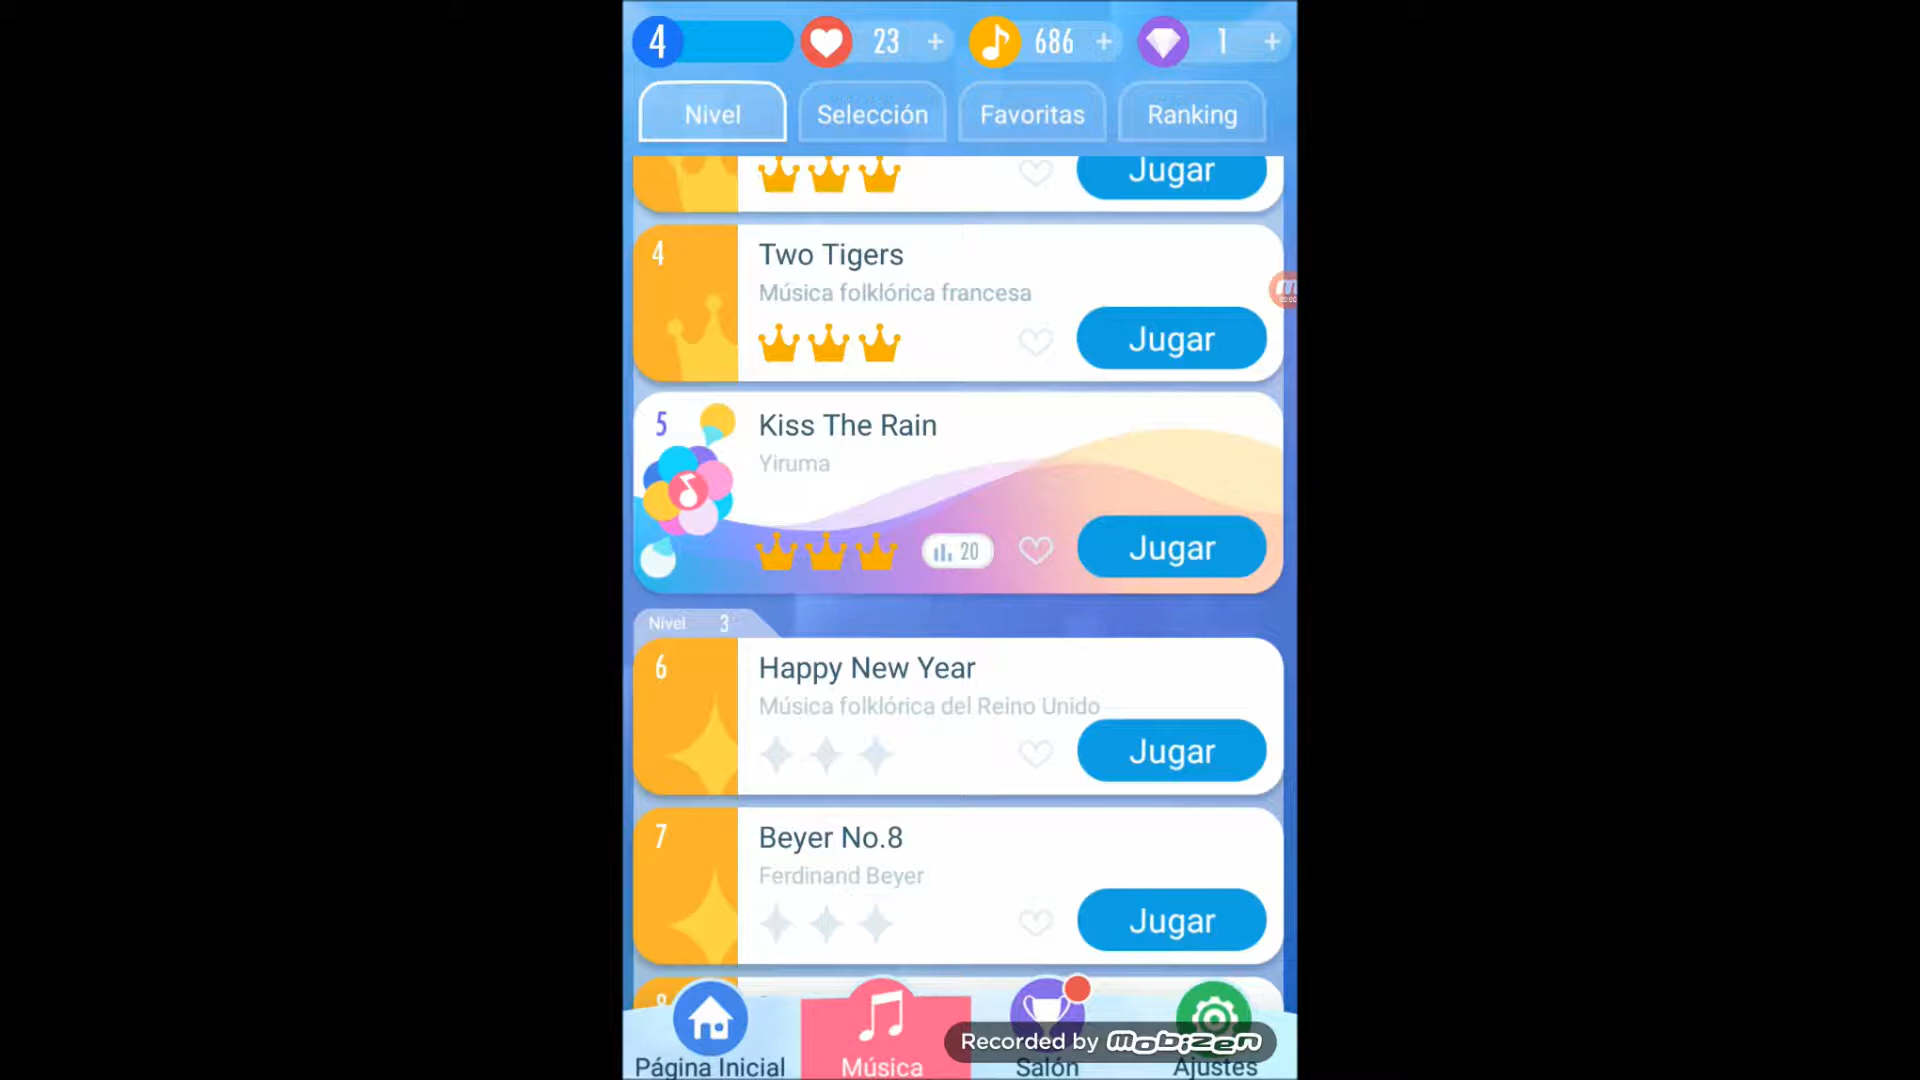 4 23 + 686 + 1 +
Nivel Selección Favoritas Ranking
Jugar
4 Two Tigers
Música folklórica francesa
Jugar
5 Kiss The Rain
Yiruma
20 Jugar
Nivel 3
6 Happy New Year
Música folklórica del Reino Unido
Jugar
7 Beyer No.8
Ferdinand Beyer
Jugar
8
Recorded by mobizen
Página Inicial Música Salón Ajustes